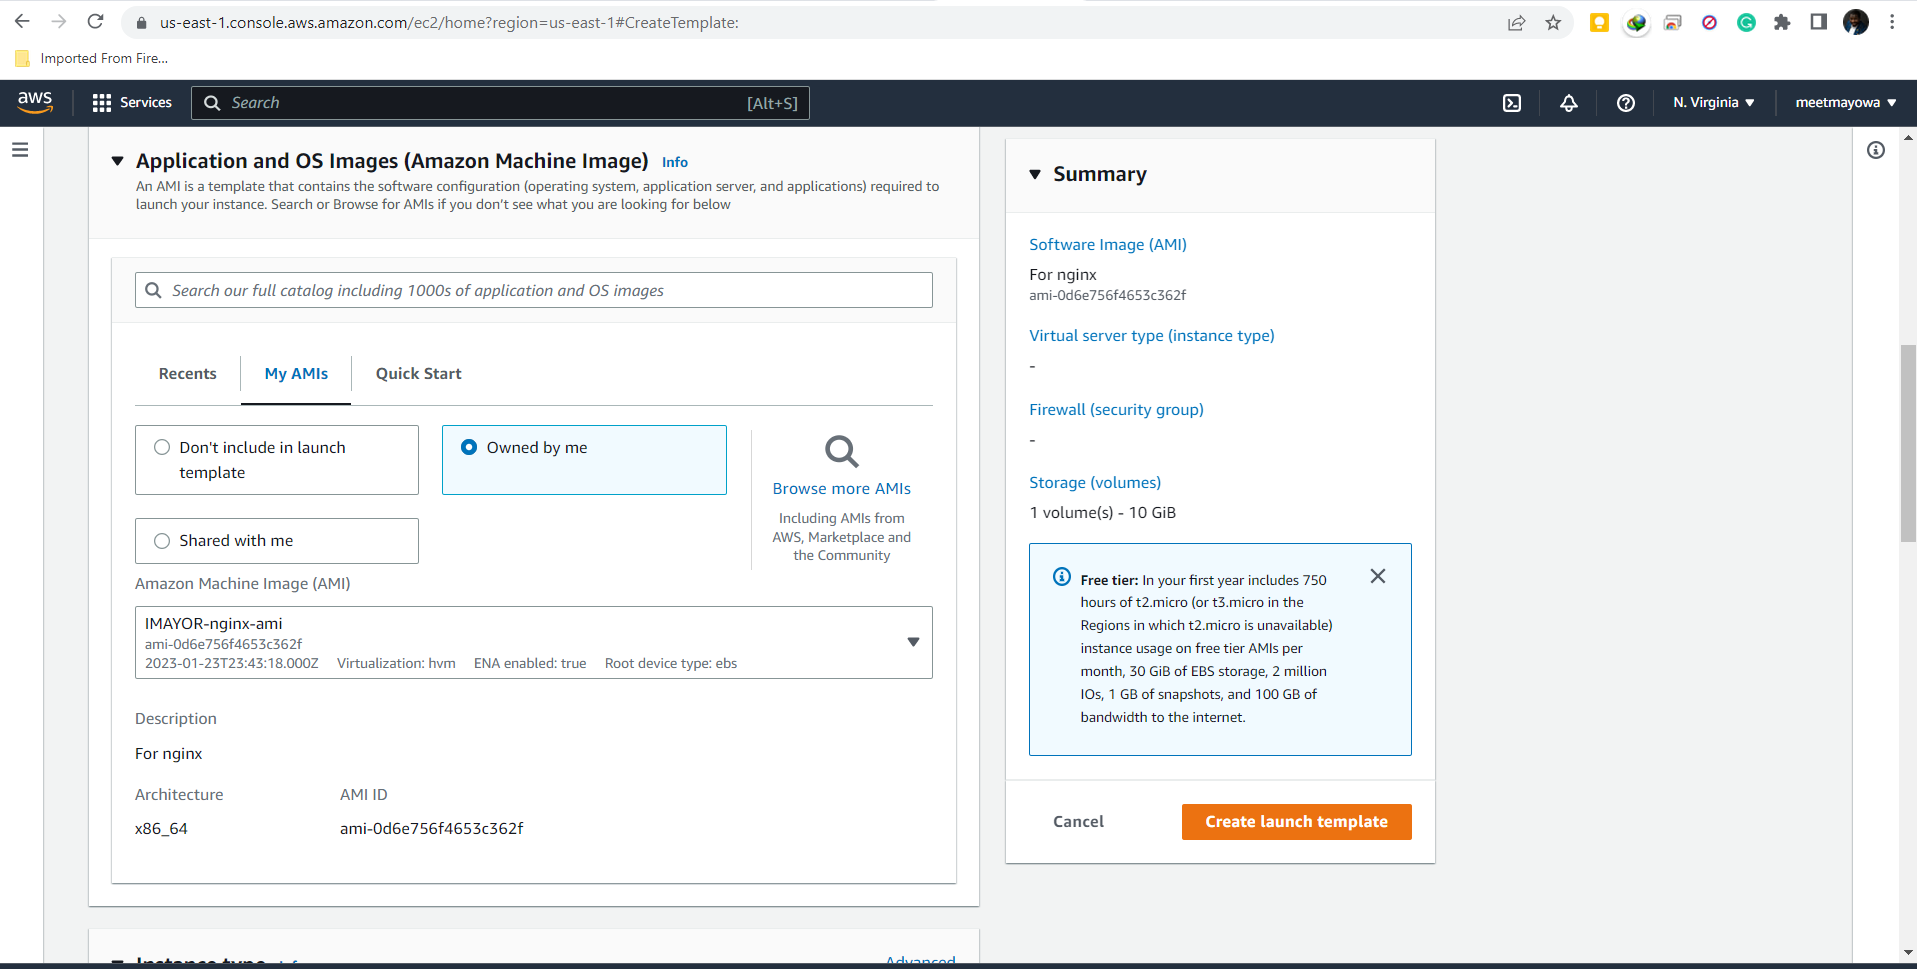 us-east-1.console.aws.amazon.com/ec2/home?region=us-east-1#CreateTemplate:
Imported From Fire...
aws
Services
Search
[Alt+S]
N. Virginia
meetmayowa
Application and OS Images (Amazon Machine Image) Info
An AMI is a template that contains the software configuration (operating system, application server, and applications) required to
launch your instance. Search or Browse for AMIs if you don't see what you are looking for below
Search our full catalog including 1000s of application and OS images
Recents
My AMIs
Quick Start
Don't include in launch
template
Owned by me
Shared with me
Browse more AMIs
Including AMIs from
AWS, Marketplace and
the Community
Amazon Machine Image (AMI)
IMAYOR-nginx-ami
ami-0d6e756f4653c362f
2023-01-23T23:43:18.000Z Virtualization: hvm ENA enabled: true Root device type: ebs
Description
For nginx
Architecture
AMI ID
x86_64
ami-0d6e756f4653c362f
Instance type Info
Advanced
Summary
Software Image (AMI)
For nginx
ami-0d6e756f4653c362f
Virtual server type (instance type)
-
Firewall (security group)
-
Storage (volumes)
1 volume(s) - 10 GiB
Free tier: In your first year includes 750
hours of t2.micro (or t3.micro in the
Regions in which t2.micro is unavailable)
instance usage on free tier AMIs per
month, 30 GiB of EBS storage, 2 million
IOs, 1 GB of snapshots, and 100 GB of
bandwidth to the internet.
Cancel
Create launch template